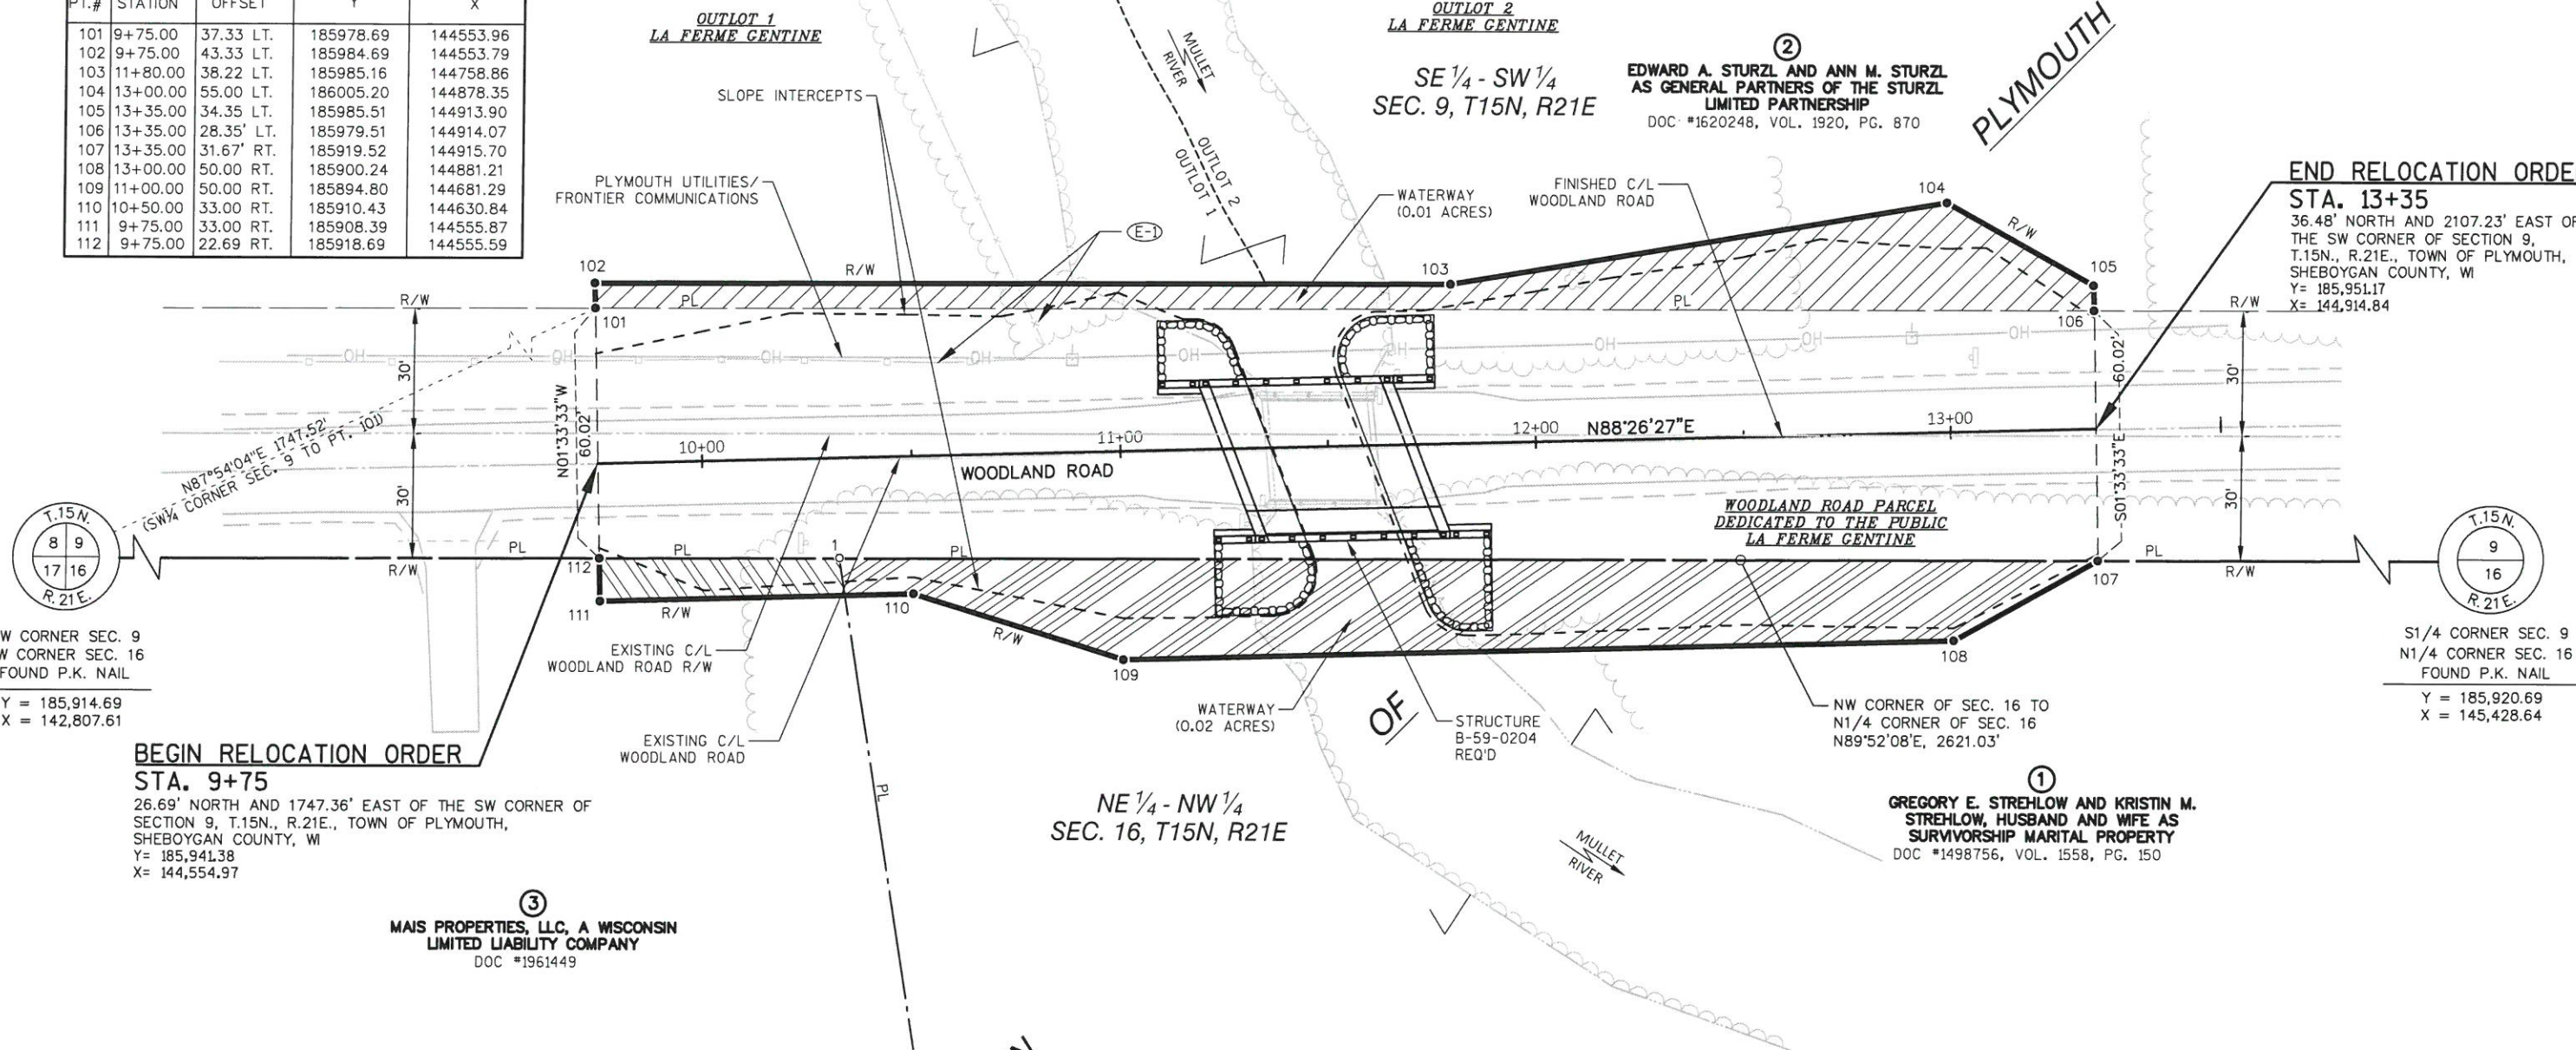 PT.# STATION OFFSET Y X
101 9+75.00 37.33 LT. 185978.69 144553.96
102 9+75.00 43.33 LT. 185984.69 144553.79
103 11+80.00 38.22 LT. 185985.16 144758.86
104 13+00.00 55.00 LT. 186005.20 144878.35
105 13+35.00 34.35 LT. 185985.51 144913.90
106 13+35.00 28.35' LT. 185979.51 144914.07
107 13+35.00 31.67' RT. 185919.52 144915.70
108 13+00.00 50.00 RT. 185900.24 144881.21
109 11+00.00 50.00 RT. 185894.80 144681.29
110 10+50.00 33.00 RT. 185910.43 144630.84
111 9+75.00 33.00 RT. 185908.39 144555.87
112 9+75.00 22.69 RT. 185918.69 144555.59
OUTLOT 1
LA FERME GENTINE
OUTLOT 2
LA FERME GENTINE
MULLET
RIVER
OUTLOT 2
OUTLOT 1
SE 1/4 - SW 1/4
SEC. 9, T15N, R21E
2
EDWARD A. STURZL AND ANN M. STURZL
AS GENERAL PARTNERS OF THE STURZL
LIMITED PARTNERSHIP
DOC #1620248, VOL. 1920, PG. 870
PLYMOUTH
SLOPE INTERCEPTS
PLYMOUTH UTILITIES/
FRONTIER COMMUNICATIONS
E-1
WATERWAY
(0.01 ACRES)
FINISHED C/L
WOODLAND ROAD
END RELOCATION ORDE
STA. 13+35
36.48' NORTH AND 2107.23' EAST OF
THE SW CORNER OF SECTION 9,
T.15N., R.21E., TOWN OF PLYMOUTH,
SHEBOYGAN COUNTY, WI
Y= 185,951.17
X= 144,914.84
102
R/W
103
104
R/W
105
R/W
PL
PL
R/W
101
106
OH OH OH OH OH OH OH OH
30'
30'
N01°33'33"W
60.02'
60.02'
S01°33'33"E
30'
30'
N87°54'04"E 1747.52'
(SW1/4 CORNER SEC. 9 TO PT. 101)
10+00
11+00
12+00
N88°26'27"E
13+00
WOODLAND ROAD
WOODLAND ROAD PARCEL
DEDICATED TO THE PUBLIC
LA FERME GENTINE
T.15N.
8 9
17 16
R.21E.
T.15N.
9
16
R.21E.
PL
R/W
112
PL
1
PL
PL
R/W
107
111
R/W
110
R/W
109
108
W CORNER SEC. 9
W CORNER SEC. 16
FOUND P.K. NAIL
Y = 185,914.69
X = 142,807.61
S1/4 CORNER SEC. 9
N1/4 CORNER SEC. 16
FOUND P.K. NAIL
Y = 185,920.69
X = 145,428.64
EXISTING C/L
WOODLAND ROAD R/W
EXISTING C/L
WOODLAND ROAD
WATERWAY
(0.02 ACRES)
OF
STRUCTURE
B-59-0204
REQ'D
NW CORNER OF SEC. 16 TO
N1/4 CORNER OF SEC. 16
N89°52'08"E, 2621.03'
BEGIN RELOCATION ORDER
STA. 9+75
26.69' NORTH AND 1747.36' EAST OF THE SW CORNER OF
SECTION 9, T.15N., R.21E., TOWN OF PLYMOUTH,
SHEBOYGAN COUNTY, WI
Y= 185,941.38
X= 144,554.97
PL
NE 1/4 - NW 1/4
SEC. 16, T15N, R21E
MULLET
RIVER
1
GREGORY E. STREHLOW AND KRISTIN M.
STREHLOW, HUSBAND AND WIFE AS
SURVIVORSHIP MARITAL PROPERTY
DOC #1498756, VOL. 1558, PG. 150
3
MAIS PROPERTIES, LLC, A WISCONSIN
LIMITED LIABILITY COMPANY
DOC #1961449